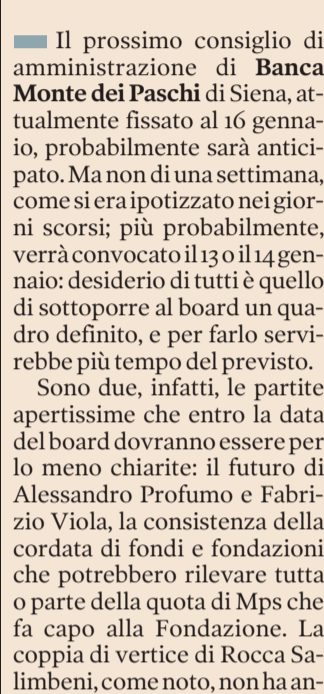 Il prossimo consiglio di
amministrazione di Banca
Monte dei Paschi di Siena, at-
tualmente fissato al 16 genna-
io, probabilmente sarà antici-
pato. Ma non di una settimana,
come si era ipotizzato nei gior-
ni scorsi; più probabilmente,
verrà convocato il 13 o il 14 gen-
naio: desiderio di tutti è quello
di sottoporre al board un qua-
dro definito, e per farlo servi-
rebbe più tempo del previsto.
Sono due, infatti, le partite
apertissime che entro la data
del board dovranno essere per
lo meno chiarite: il futuro di
Alessandro Profumo e Fabri-
zio Viola, la consistenza della
cordata di fondi e fondazioni
che potrebbero rilevare tutta
o parte della quota di Mps che
fa capo alla Fondazione. La
coppia di vertice di Rocca Sa-
limbeni, come noto, non ha an-